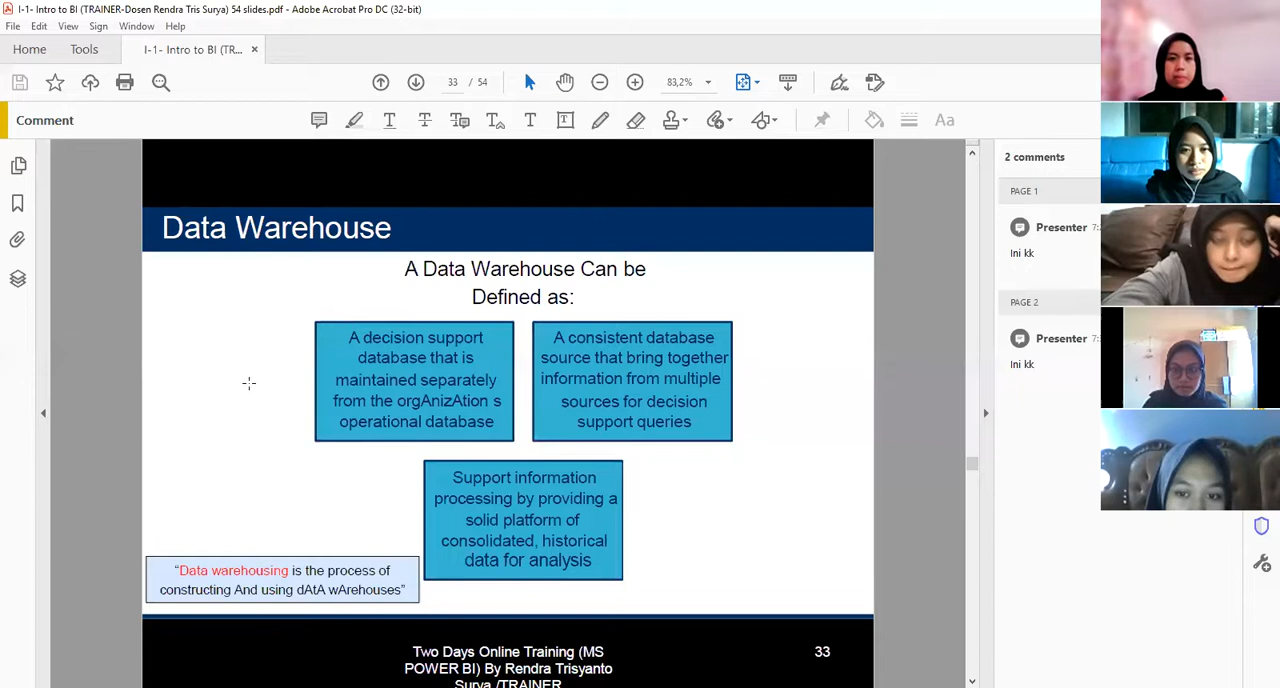 I-1- Intro to BI (TRAINER-Dosen Rendra Tris Surya) 54 slides.pdf - Adobe Acrobat Pro DC (32-bit)
File Edit View Sign Window Help
Home Tools I-1- Intro to BI (TR... ×
33 / 54 83,2%
Comment
Aa
2 comments
PAGE 1
Presenter
Ini kk
PAGE 2
Presenter
Ini kk
Data Warehouse
A Data Warehouse Can be
Defined as:
A decision support
database that is
maintained separately
from the orgAnizAtion s
operational database
A consistent database
source that bring together
information from multiple
sources for decision
support queries
Support information
processing by providing a
solid platform of
consolidated, historical
data for analysis
“Data warehousing is the process of
constructing And using dAtA wArehouses”
Two Days Online Training (MS
POWER BI) By Rendra Trisyanto
Surya /TRAINER
33